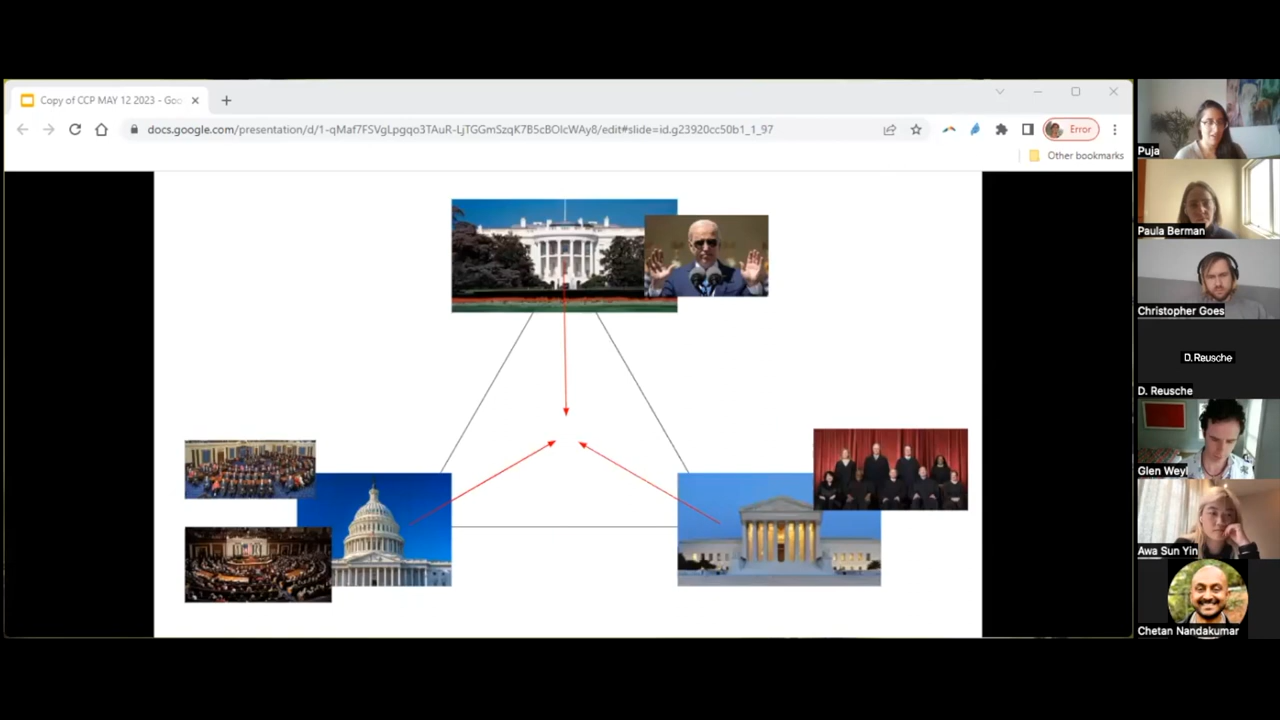 Copy of CCP MAY 12 2023 - Goo
docs.google.com/presentation/d/1-qMaf7FSVgLpgqo3TAuR-LjTGGmSzqK7B5cBOlcWAy8/edit#slide=id.g23920cc50b1_1_97
Error
Other bookmarks
Puja
Paula Berman
Christopher Goes
D. Reusche
D. Reusche
Glen Weyl
Awa Sun Yin
Chetan Nandakumar